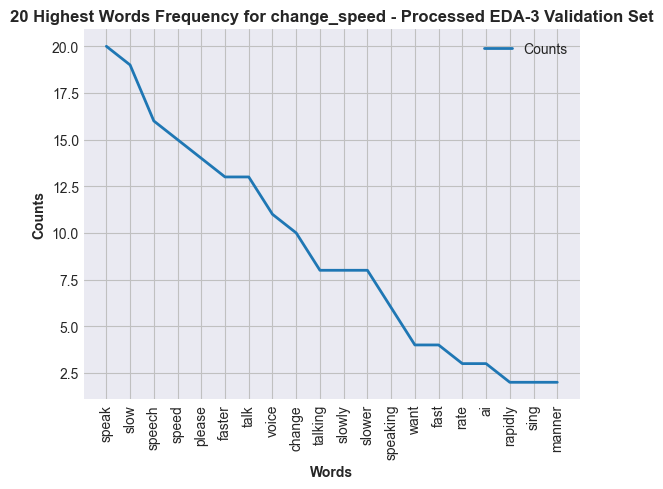 20 Highest Words Frequency for change_speed - Processed EDA-3 Validation Set
Counts
20.0
17.5
15.0
12.5
10.0
7.5
5.0
2.5
Counts
speak
slow
speech
speed
please
faster
talk
voice
change
talking
slowly
slower
speaking
want
fast
rate
ai
rapidly
sing
manner
Words